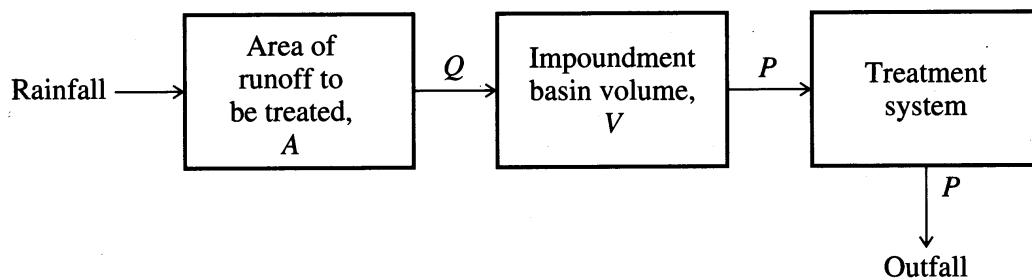 Rainfall
Area of
runoff to
be treated,
A
Q
Impoundment
basin volume,
V
P
Treatment
system
P
Outfall